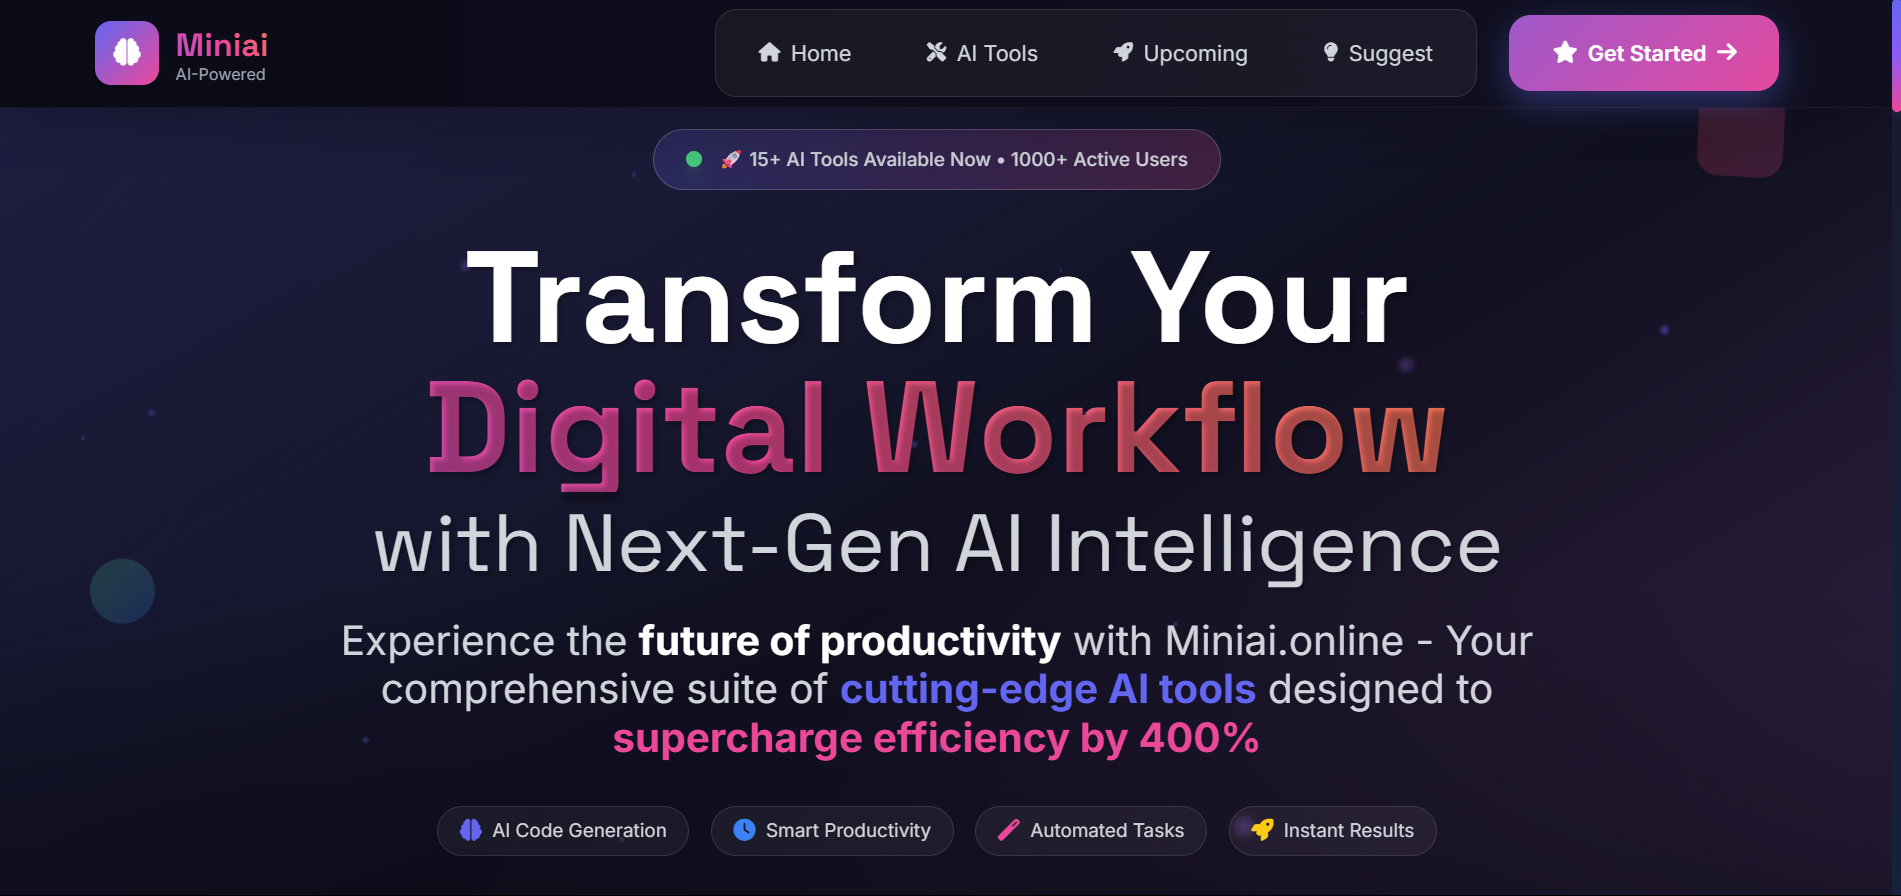 Miniai
AI-Powered
Home
AI Tools
Upcoming
Suggest
Get Started →
🚀 15+ AI Tools Available Now • 1000+ Active Users
Transform Your
Digital Workflow
with Next-Gen AI Intelligence
Experience the future of productivity with Miniai.online - Your
comprehensive suite of cutting-edge AI tools designed to
supercharge efficiency by 400%
AI Code Generation
Smart Productivity
Automated Tasks
Instant Results